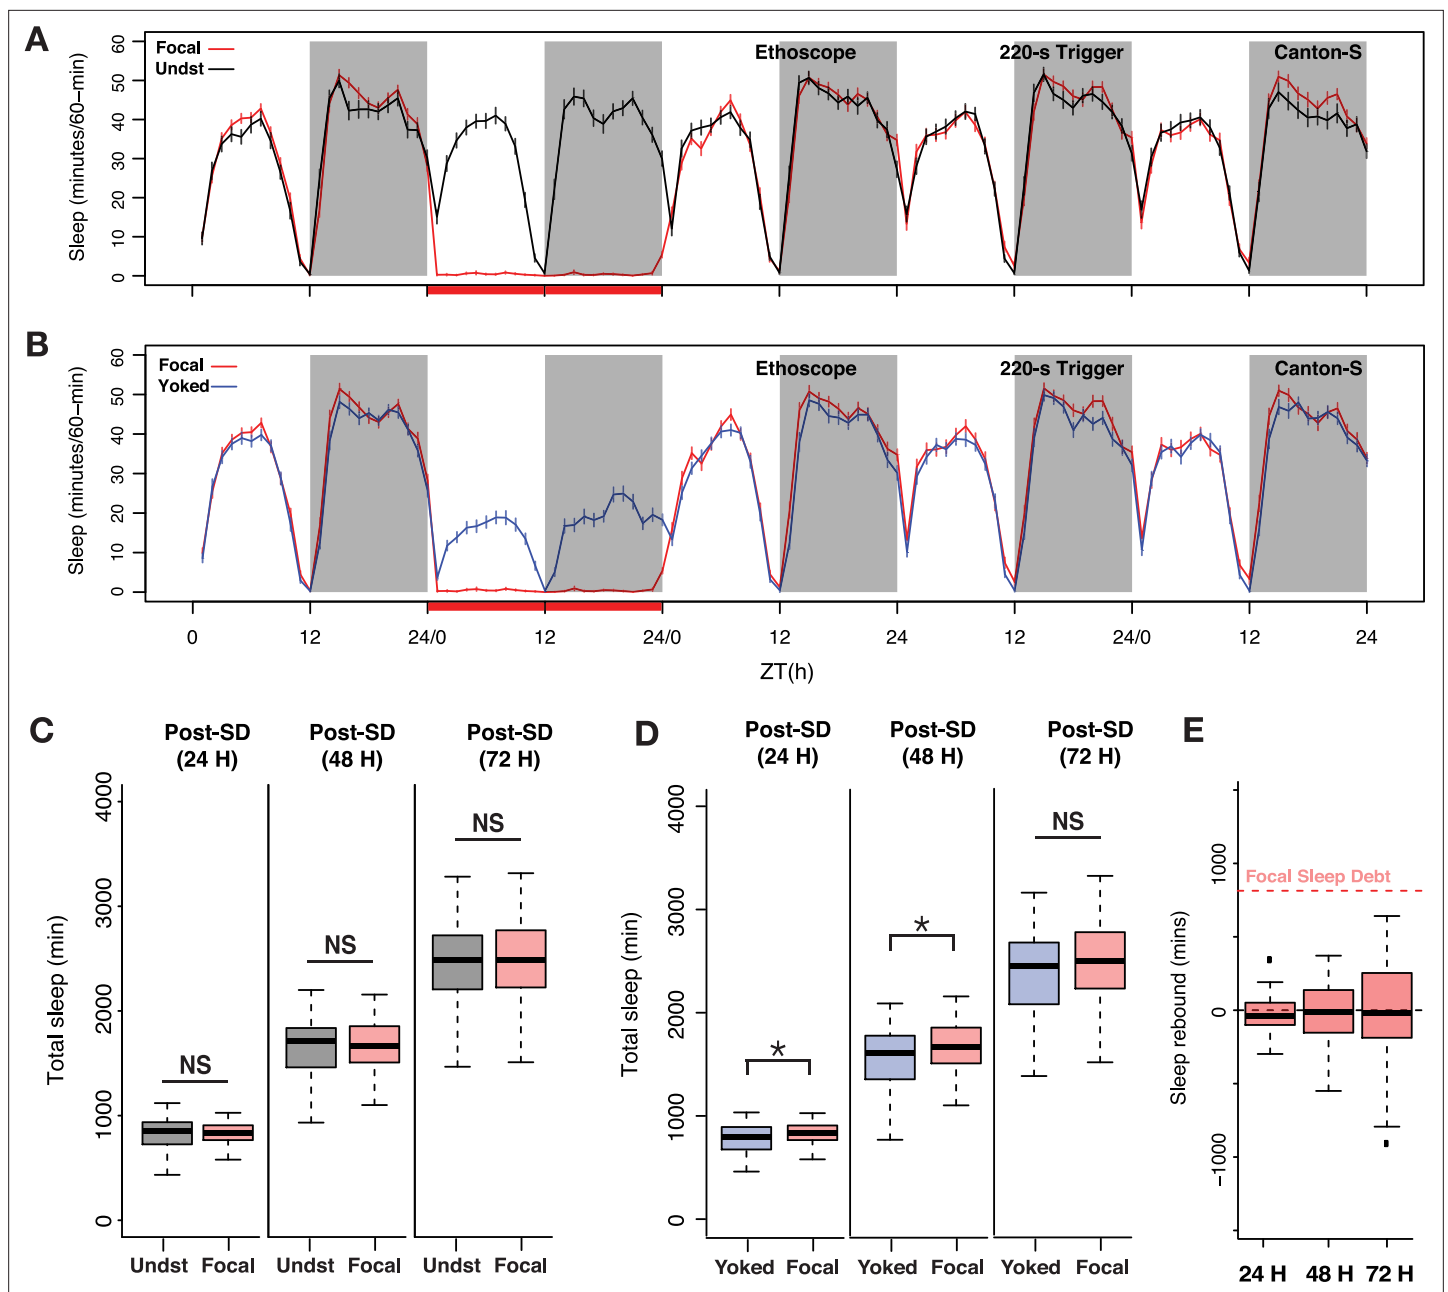 A
Focal
Undst
Ethoscope
220-s Trigger
Canton-S
Sleep (minutes/60–min)
60
50
40
30
20
10
0
B
Focal
Yoked
Ethoscope
220-s Trigger
Canton-S
Sleep (minutes/60–min)
60
50
40
30
20
10
0
0 12 24/0 12 24/0 12 24 12 24/0 12 24
ZT(h)
C
Post-SD
(24 H)
Post-SD
(48 H)
Post-SD
(72 H)
Total sleep (min)
4000
3000
2000
1000
0
NS
NS
NS
Undst Focal Undst Focal Undst Focal
D
Post-SD
(24 H)
Post-SD
(48 H)
Post-SD
(72 H)
Total sleep (min)
4000
3000
2000
1000
0
*
*
NS
Yoked Focal Yoked Focal Yoked Focal
E
Sleep rebound (mins)
1000
0
−1000
Focal Sleep Debt
24 H 48 H 72 H